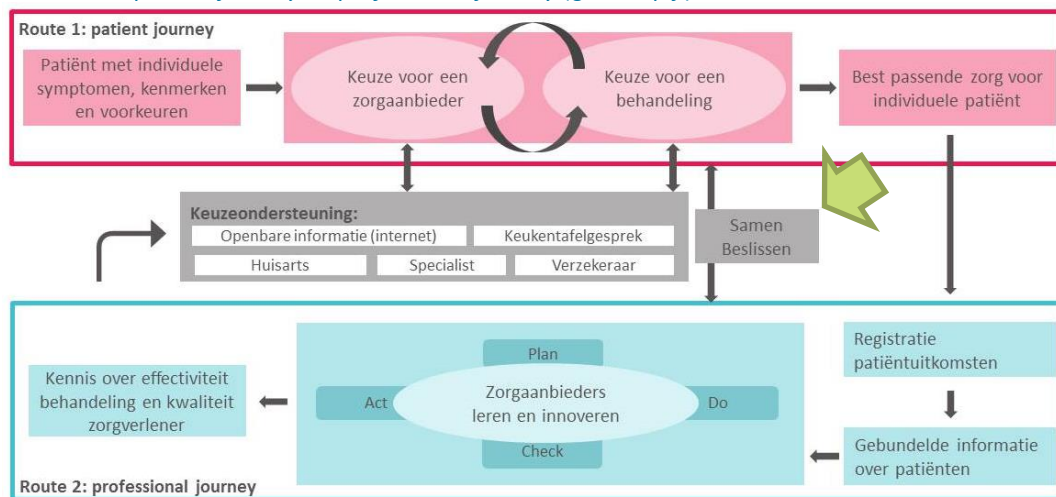 Route 1: patient journey
Patiënt met individuele
symptomen, kenmerken
en voorkeuren
Keuze voor een
zorgaanbieder
Keuze voor een
behandeling
Best passende zorg voor
individuele patiënt
Keuzeondersteuning:
Openbare informatie (internet)
Keukentafelgesprek
Huisarts
Specialist
Verzekeraar
Samen
Beslissen
Kennis over effectiviteit
behandeling en kwaliteit
zorgverlener
Plan
Act
Zorgaanbieders
leren en innoveren
Do
Check
Registratie
patiëntuitkomsten
Gebundelde informatie
over patiënten
Route 2: professional journey